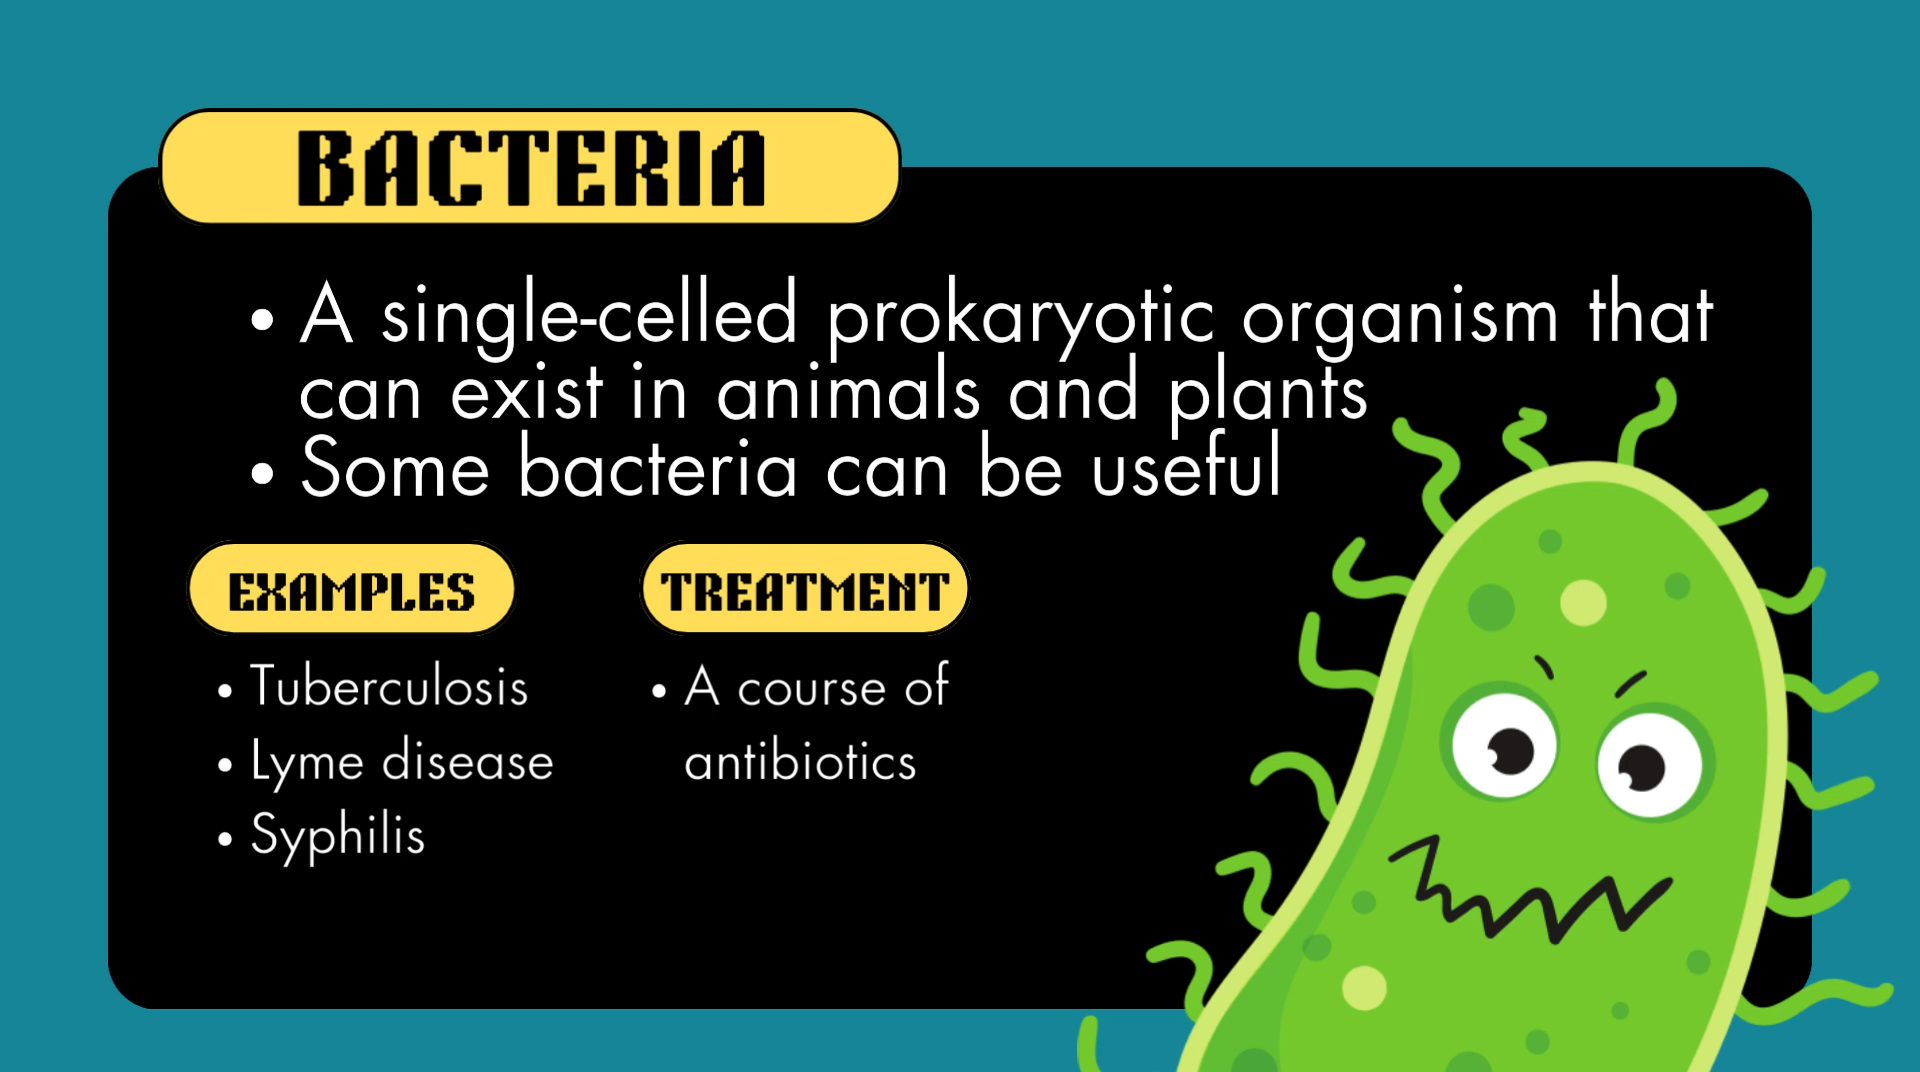 BACTERIA
• A single-celled prokaryotic organism that
can exist in animals and plants
• Some bacteria can be useful
EXAMPLES
• Tuberculosis
• Lyme disease
• Syphilis
TREATMENT
• A course of
antibiotics